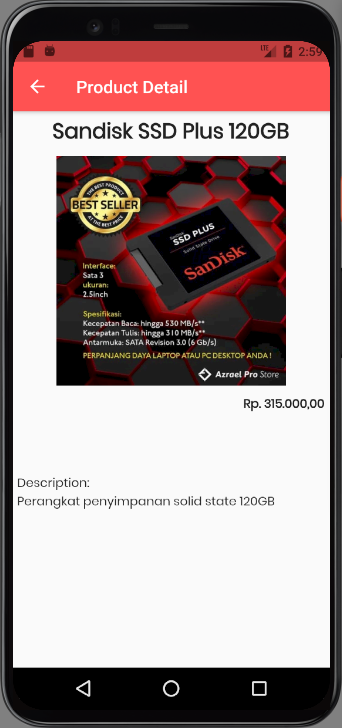 LTE 2:59
Product Detail
Sandisk SSD Plus 120GB
THE BEST PRODUCT
BEST SELLER
AT THE BEST PRICE
SanDisk
SSD PLUS
Solid State Drive
SanDisk
Interface:
Sata 3
ukuran:
2.5inch
Spesifikasi:
Kecepatan Baca: hingga 530 MB/s**
Kecepatan Tulis: hingga 310 MB/s**
Antarmuka: SATA Revision 3.0 (6 Gb/s)
PERPANJANG DAYA LAPTOP ATAU PC DESKTOP ANDA !
Azrael Pro Store
Rp. 315.000,00
Description:
Perangkat penyimpanan solid state 120GB